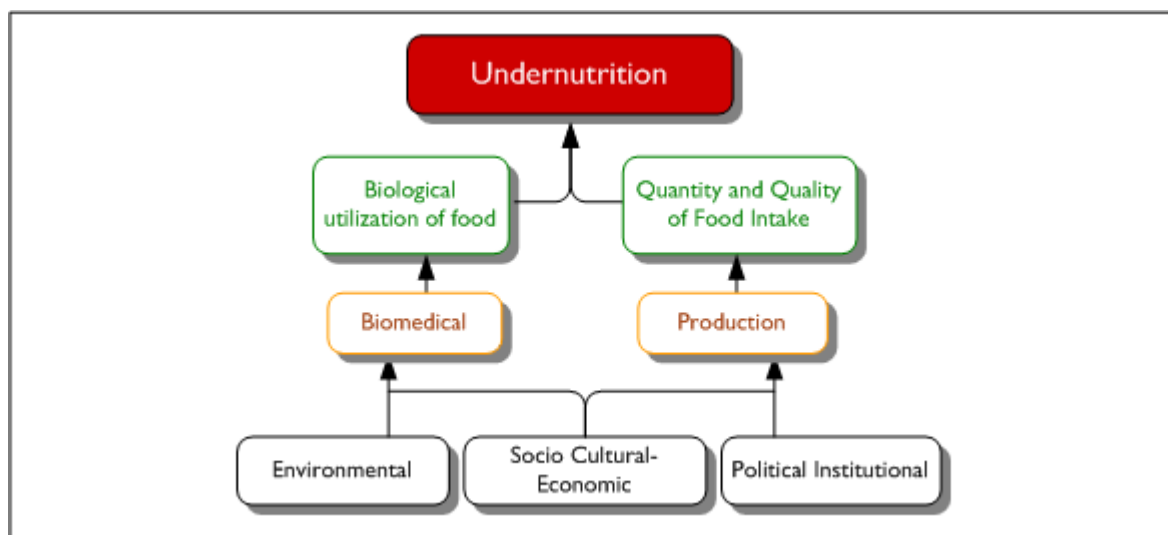 Undernutrition
Biological
utilization of food
Quantity and Quality
of Food Intake
Biomedical
Production
Environmental
Socio Cultural-
Economic
Political Institutional